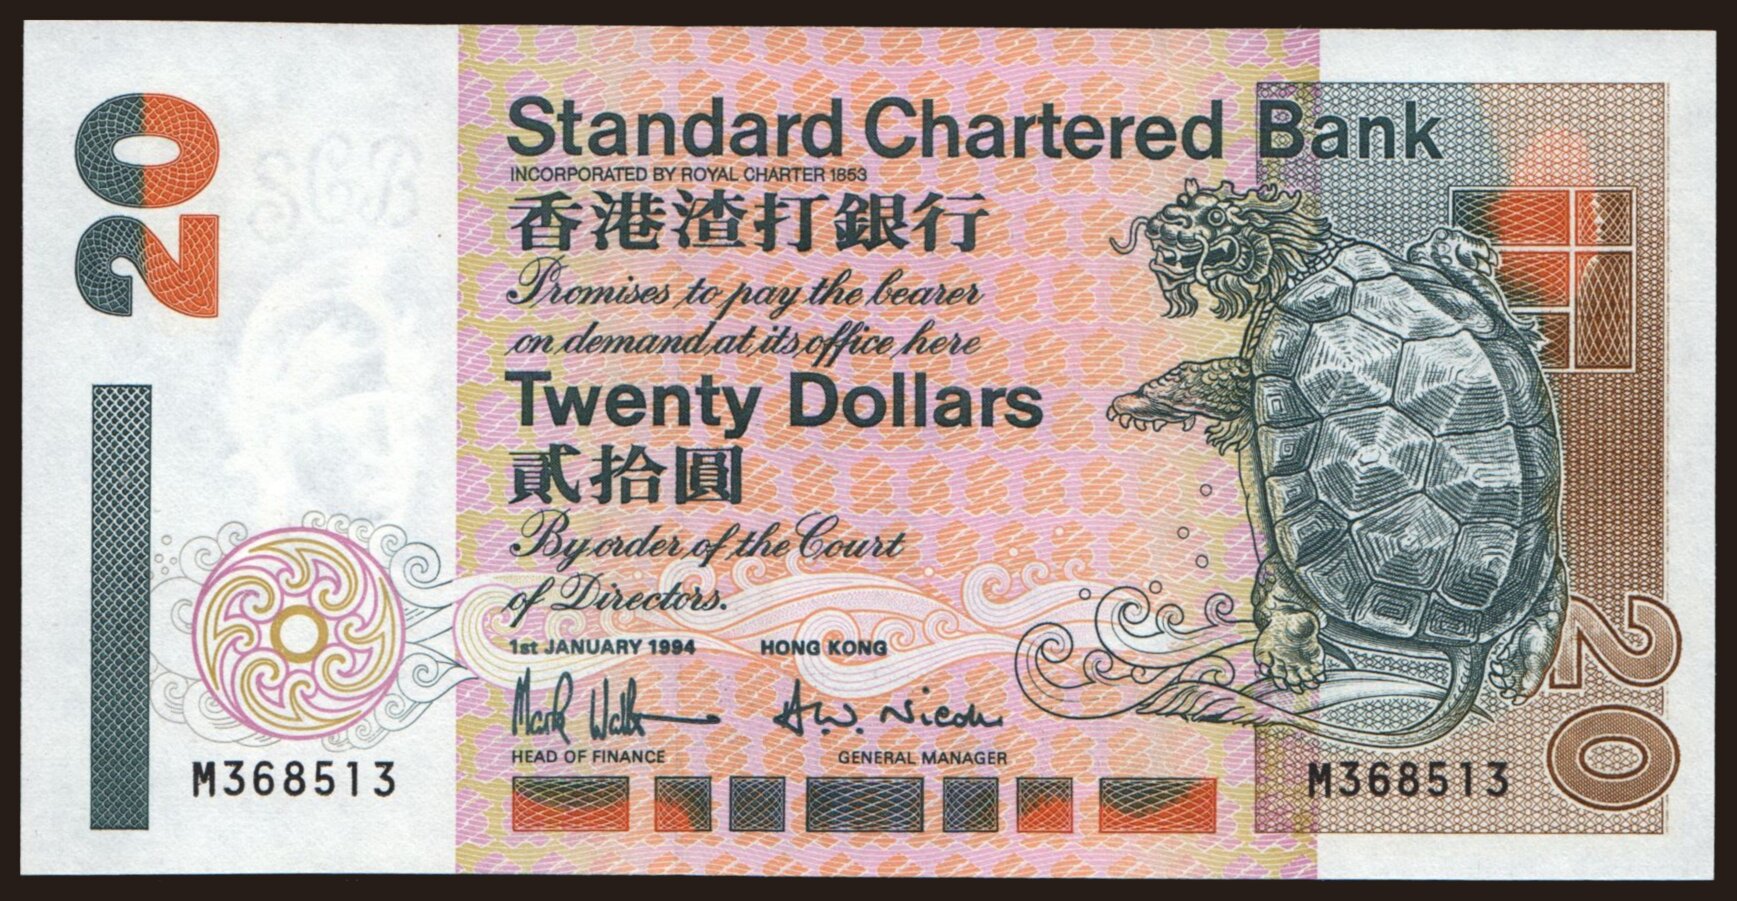 20
SCB
Standard Chartered Bank
INCORPORATED BY ROYAL CHARTER 1853
香港渣打銀行
Promises to pay the bearer
on demand at its office here
Twenty Dollars
貳拾圓
By order of the Court
of Directors.
1st JANUARY 1994 HONG KONG
HEAD OF FINANCE GENERAL MANAGER
M368513 M368513
20